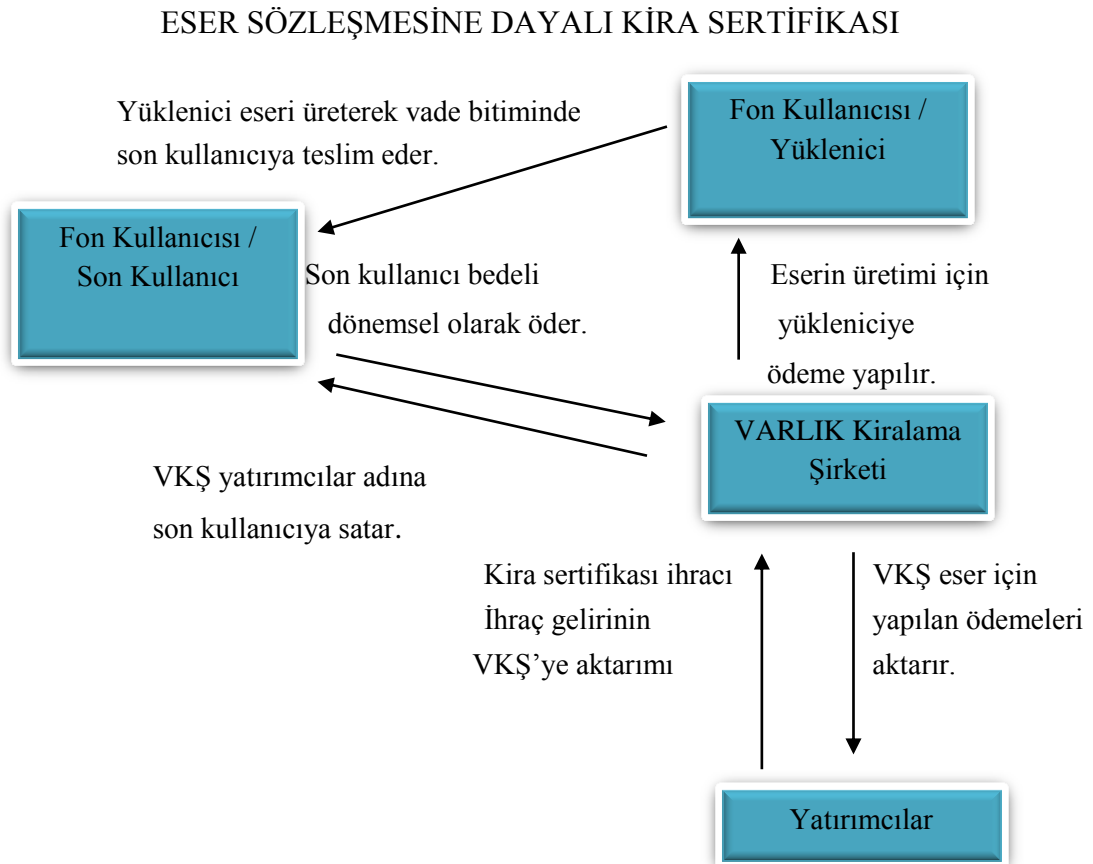 ESER SÖZLEŞMESİNE DAYALI KİRA SERTİFİKASI
Yüklenici eseri üreterek vade bitiminde
son kullanıcıya teslim eder.
Fon Kullanıcısı /
Yüklenici
Fon Kullanıcısı /
Son Kullanıcı
Son kullanıcı bedeli
dönemsel olarak öder.
Eserin üretimi için
yükleniciye
ödeme yapılır.
VARLIK Kiralama
Şirketi
VKŞ yatırımcılar adına
son kullanıcıya satar.
Kira sertifikası ihracı
İhraç gelirinin
VKŞ’ye aktarımı
VKŞ eser için
yapılan ödemeleri
aktarır.
Yatırımcılar